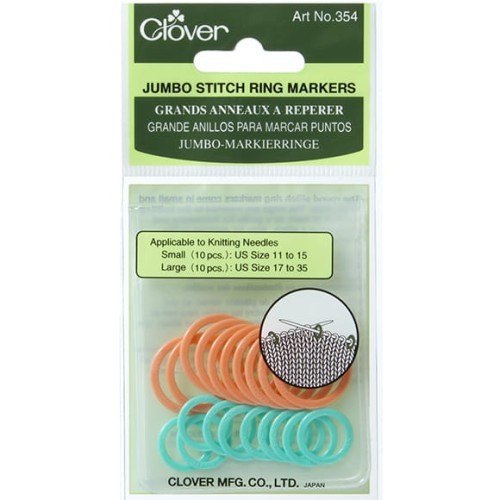 Art No.354
Clover
JUMBO STITCH RING MARKERS
GRANDS ANNEAUX A REPERER
GRANDE ANILLOS PARA MARCAR PUNTOS
JUMBO-MARKIERRINGE
Applicable to Knitting Needles
Small (10 pcs.): US Size 11 to 15
Large (10 pcs.): US Size 17 to 35
CLOVER MFG.CO.,LTD. JAPAN